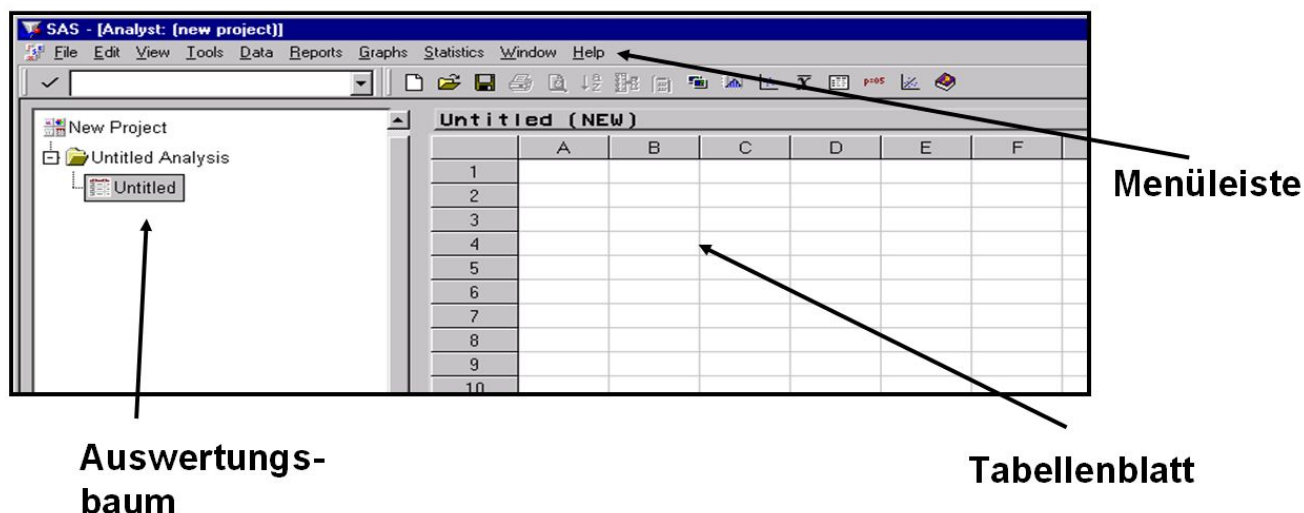 SAS - [Analyst: (new project)]
File Edit View Tools Data Reports Graphs Statistics Window Help
p=05
New Project
Untitled Analysis
Untitled
Untitled (NEW)
A B C D E F
1
2
3
4
5
6
7
8
9
10
Menüleiste
Auswertungs-
baum
Tabellenblatt